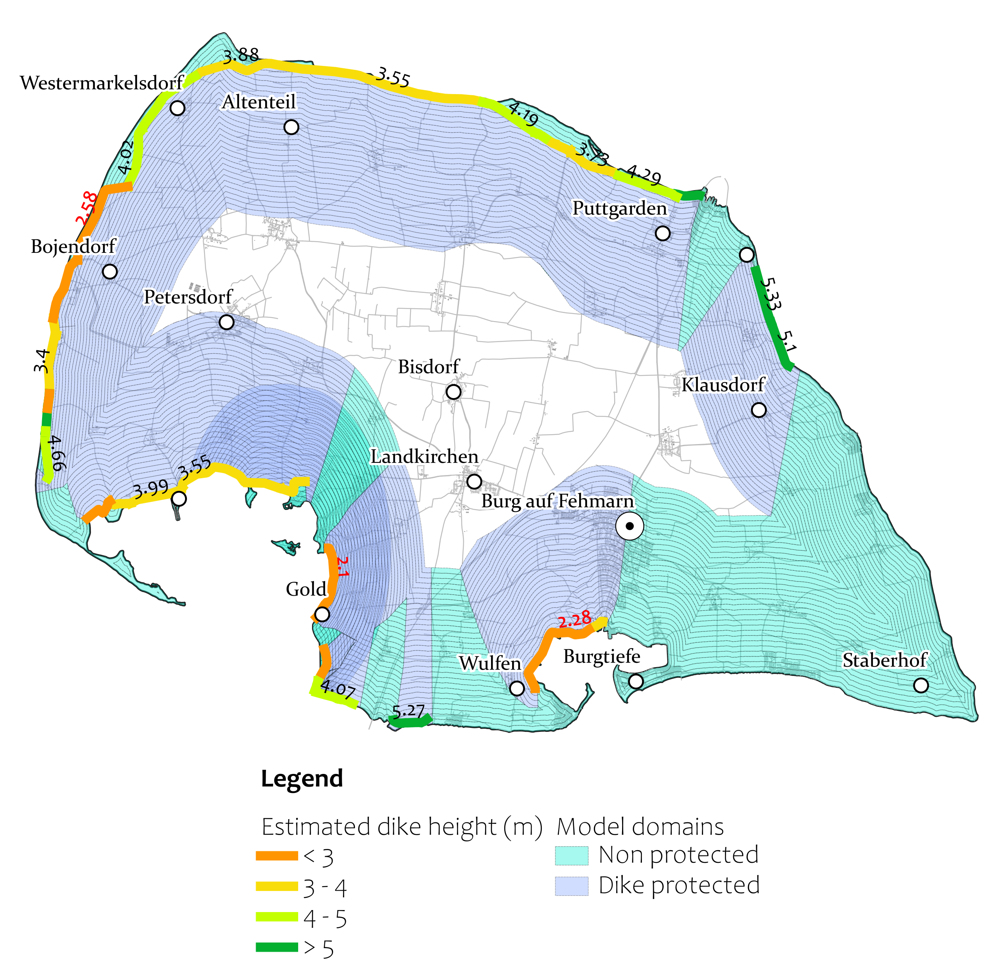 3.88
3.55
Westermarkelsdorf
Altenteil
4.19
4.02
3.73
4.29
2.58
Puttgarden
Bojendorf
5.33
Petersdorf
5.1
3.4
Bisdorf
Klausdorf
4.66
Landkirchen
3.55
3.99
Burg auf Fehmarn
2.1
Gold
2.28
Wulfen
Burgtiefe
Staberhof
4.07
5.27
Legend
Estimated dike height (m)
< 3
3 - 4
4 - 5
> 5
Model domains
Non protected
Dike protected